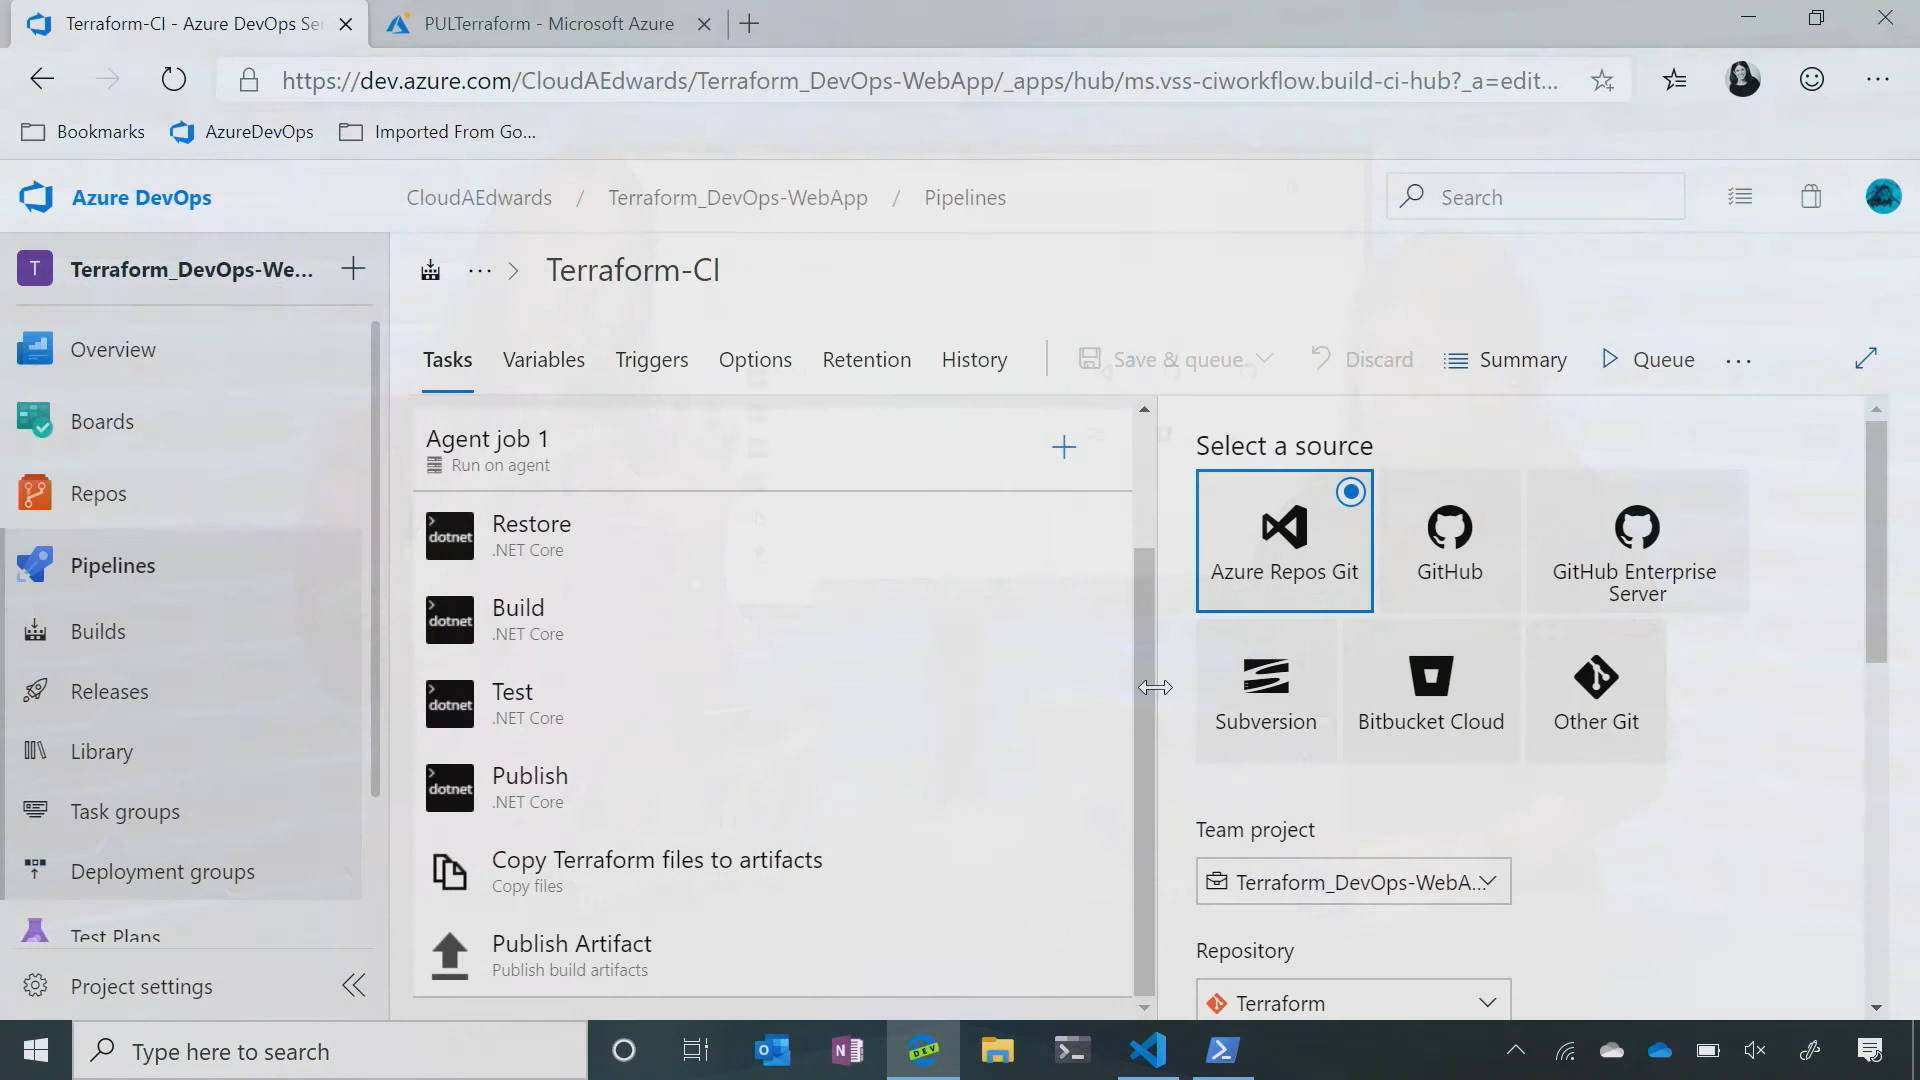 Terraform-CI - Azure DevOps Ser
PULTerraform - Microsoft Azure
https://dev.azure.com/CloudAEdwards/Terraform_DevOps-WebApp/_apps/hub/ms.vss-ciworkflow.build-ci-hub?_a=edit...
Bookmarks
AzureDevOps
Imported From Go...
Azure DevOps
CloudAEdwards / Terraform_DevOps-WebApp / Pipelines
Search
T
Terraform_DevOps-We...
... > Terraform-CI
Overview
Boards
Repos
Pipelines
Builds
Releases
Library
Task groups
Deployment groups
Test Plans
Project settings
Tasks
Variables
Triggers
Options
Retention
History
Save & queue
Discard
Summary
Queue
...
Agent job 1
Run on agent
dotnet
Restore
.NET Core
dotnet
Build
.NET Core
dotnet
Test
.NET Core
dotnet
Publish
.NET Core
Copy Terraform files to artifacts
Copy files
Publish Artifact
Publish build artifacts
Select a source
Azure Repos Git
GitHub
GitHub Enterprise
Server
Subversion
Bitbucket Cloud
Other Git
Team project
Terraform_DevOps-WebA...
Repository
Terraform
Type here to search
DEV